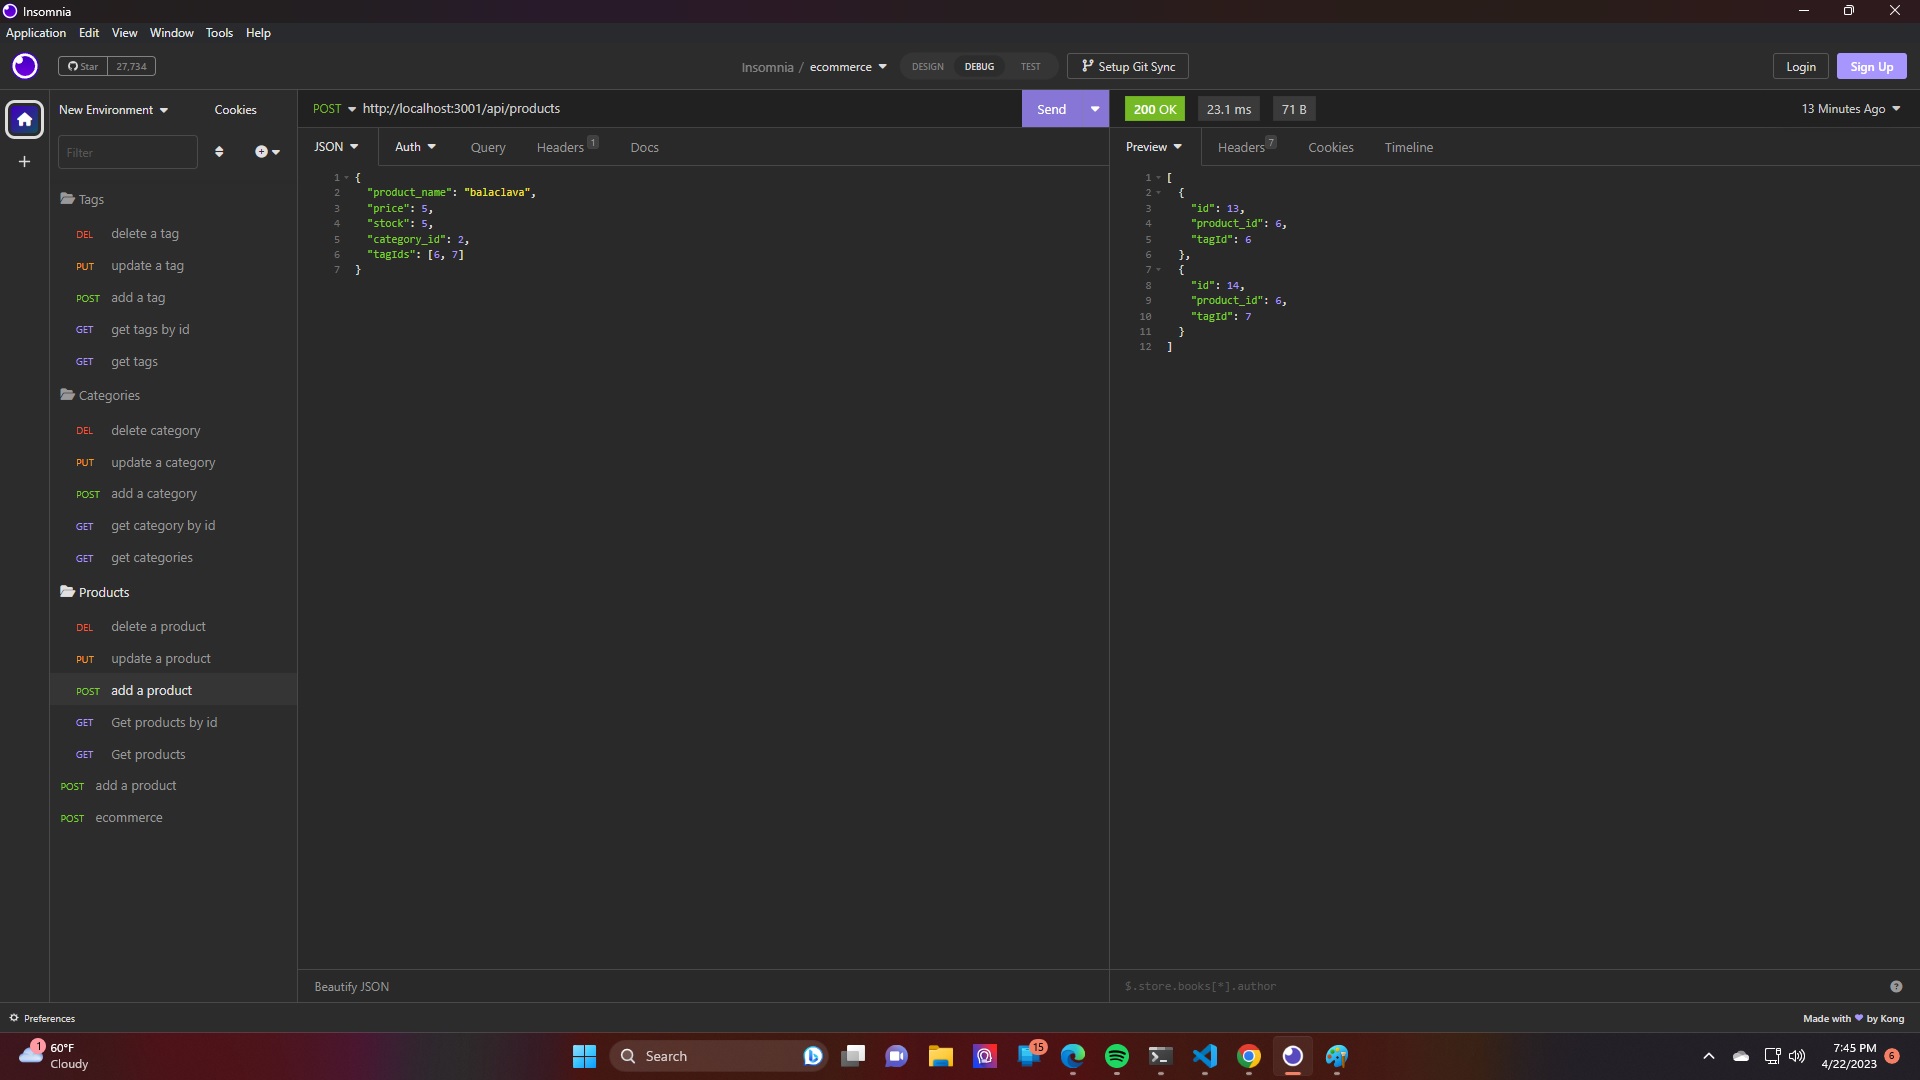 Insomnia
Application Edit View Window Tools Help
Star 27,734
Insomnia / ecommerce
DESIGN DEBUG TEST
Setup Git Sync
Login
Sign Up
New Environment
Cookies
Filter
Tags
DEL delete a tag
PUT update a tag
POST add a tag
GET get tags by id
GET get tags
Categories
DEL delete category
PUT update a category
POST add a category
GET get category by id
GET get categories
Products
DEL delete a product
PUT update a product
POST add a product
GET Get products by id
GET Get products
POST add a product
POST ecommerce
POST http://localhost:3001/api/products
Send
JSON Auth Query Headers 1 Docs
1 {
2 "product_name": "balaclava",
3 "price": 5,
4 "stock": 5,
5 "category_id": 2,
6 "tagIds": [6, 7]
7 }
Beautify JSON
200 OK 23.1 ms 71 B
13 Minutes Ago
Preview Headers 7 Cookies Timeline
1 [
2 {
3 "id": 13,
4 "product_id": 6,
5 "tagId": 6
6 },
7 {
8 "id": 14,
9 "product_id": 6,
10 "tagId": 7
11 }
12 ]
$.store.books[*].author
Preferences
Made with by Kong
1
60°F
Cloudy
Search
15
7:45 PM
4/22/2023
6